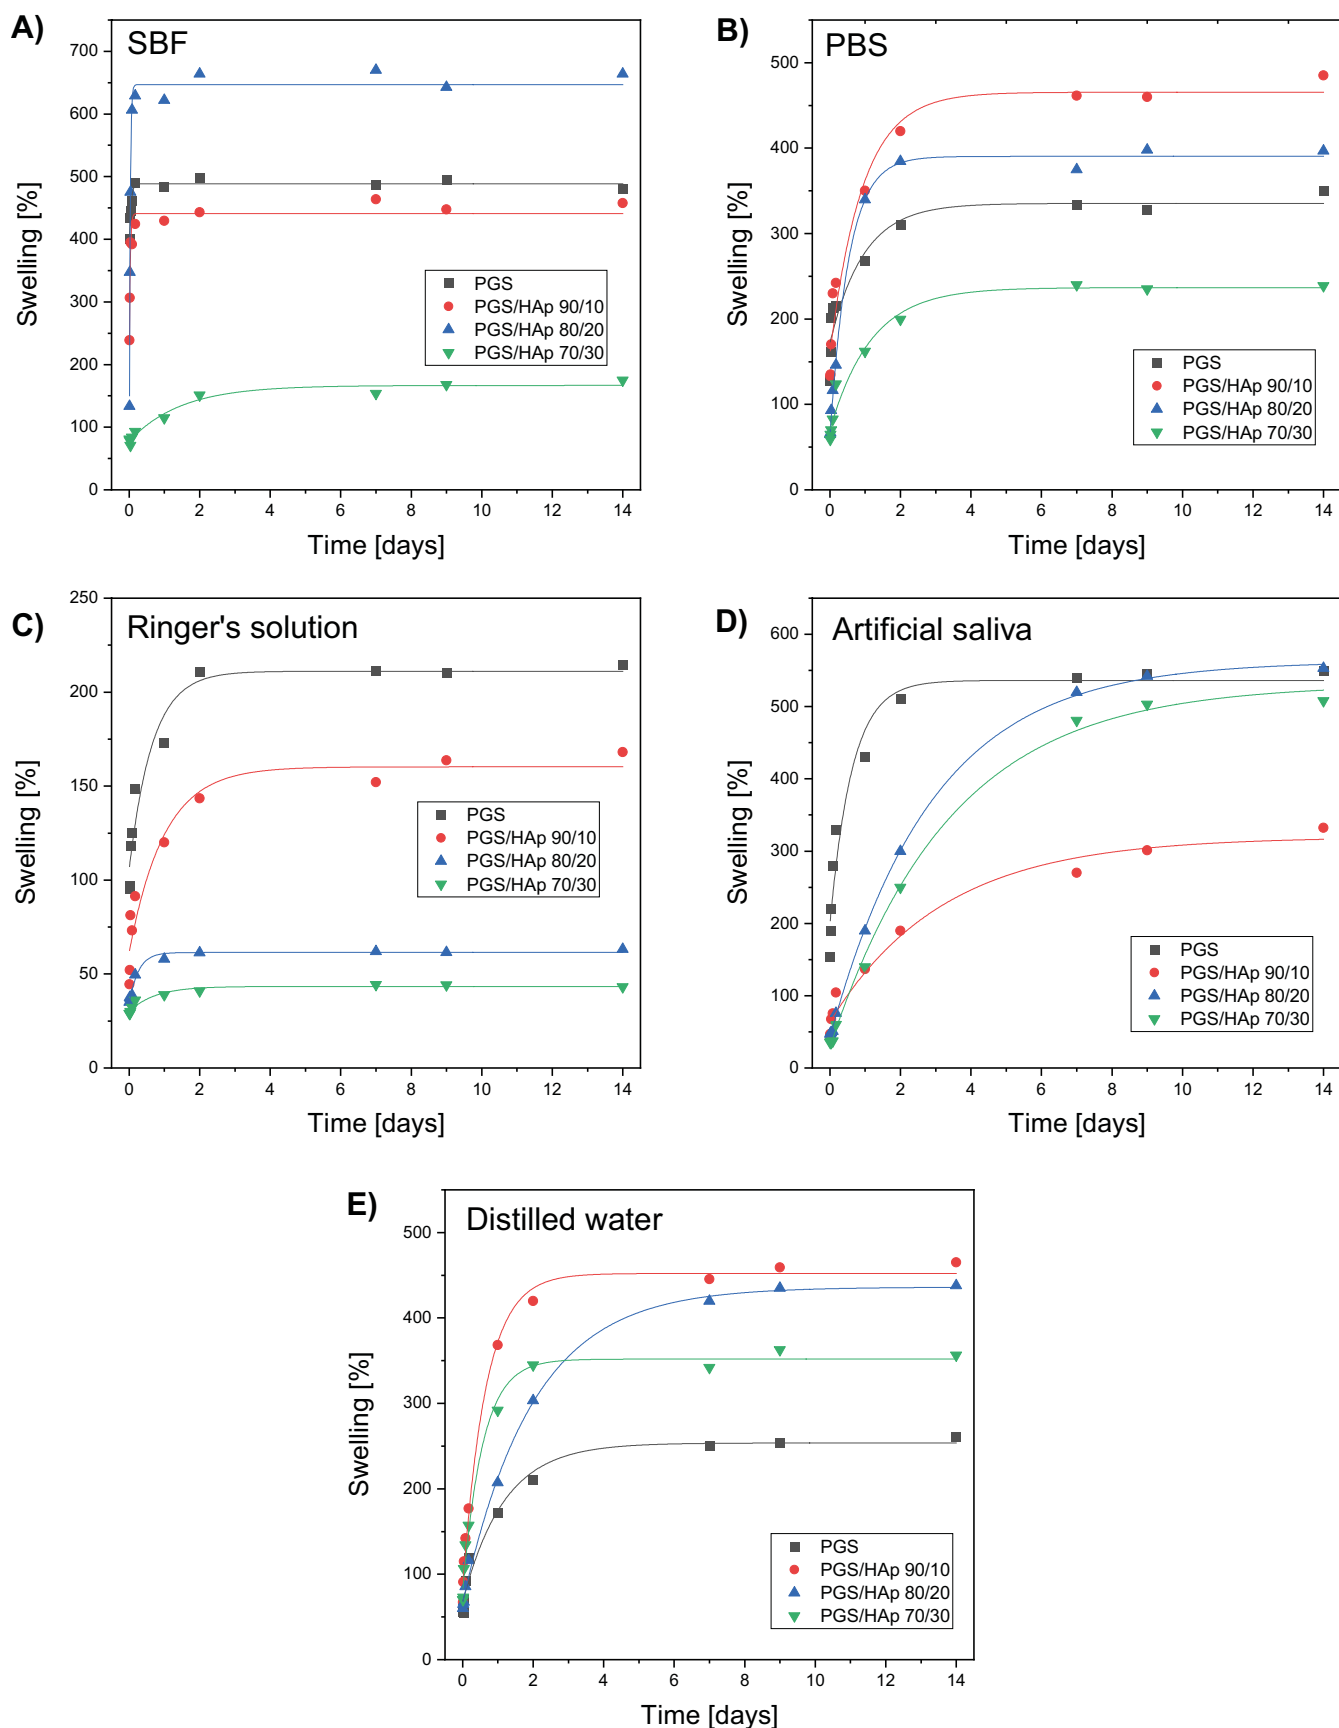 A)
SBF
700
600
500
400
300
200
100
0
Swelling [%]
PGS
PGS/HAp 90/10
PGS/HAp 80/20
PGS/HAp 70/30
0 2 4 6 8 10 12 14
Time [days]
B)
PBS
500
400
300
200
100
0
Swelling [%]
PGS
PGS/HAp 90/10
PGS/HAp 80/20
PGS/HAp 70/30
0 2 4 6 8 10 12 14
Time [days]
C)
Ringer's solution
250
200
150
100
50
0
Swelling [%]
PGS
PGS/HAp 90/10
PGS/HAp 80/20
PGS/HAp 70/30
0 2 4 6 8 10 12 14
Time [days]
D)
Artificial saliva
600
500
400
300
200
100
0
Swelling [%]
PGS
PGS/HAp 90/10
PGS/HAp 80/20
PGS/HAp 70/30
0 2 4 6 8 10 12 14
Time [days]
E)
Distilled water
500
400
300
200
100
0
Swelling [%]
PGS
PGS/HAp 90/10
PGS/HAp 80/20
PGS/HAp 70/30
0 2 4 6 8 10 12 14
Time [days]